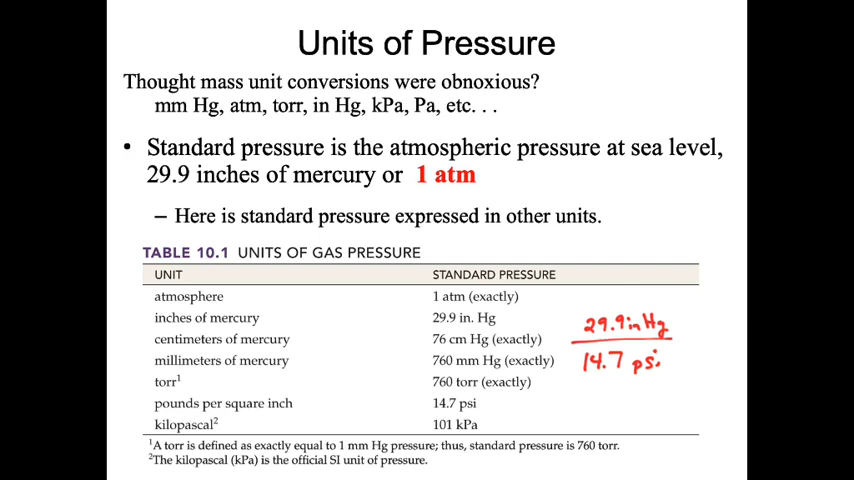 Units of Pressure
Thought mass unit conversions were obnoxious?
mm Hg, atm, torr, in Hg, kPa, Pa, etc. . .
• Standard pressure is the atmospheric pressure at sea level,
29.9 inches of mercury or 1 atm
– Here is standard pressure expressed in other units.
TABLE 10.1 UNITS OF GAS PRESSURE
UNIT STANDARD PRESSURE
atmosphere 1 atm (exactly)
inches of mercury 29.9 in. Hg
centimeters of mercury 76 cm Hg (exactly)
millimeters of mercury 760 mm Hg (exactly)
torr¹ 760 torr (exactly)
pounds per square inch 14.7 psi
kilopascal² 101 kPa
29.9 in Hg
14.7 psi
¹A torr is defined as exactly equal to 1 mm Hg pressure; thus, standard pressure is 760 torr.
²The kilopascal (kPa) is the official SI unit of pressure.